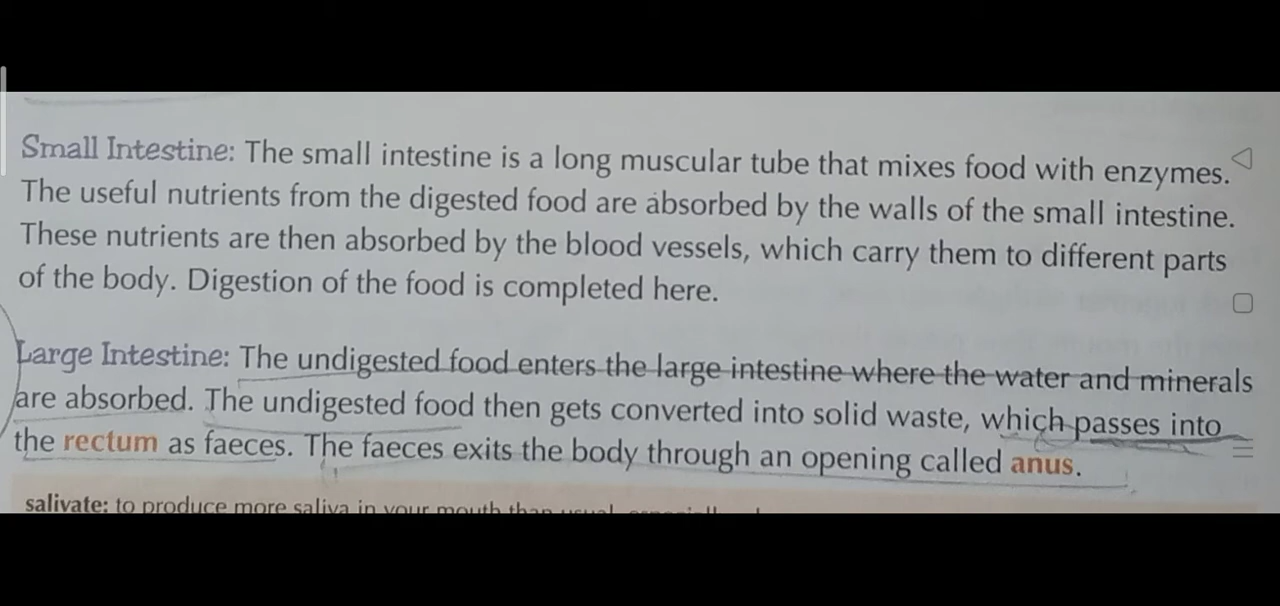 Small Intestine: The small intestine is a long muscular tube that mixes food with enzymes.
The useful nutrients from the digested food are absorbed by the walls of the small intestine.
These nutrients are then absorbed by the blood vessels, which carry them to different parts
of the body. Digestion of the food is completed here.
Large Intestine: The undigested food enters the large intestine where the water and minerals
are absorbed. The undigested food then gets converted into solid waste, which passes into
the rectum as faeces. The faeces exits the body through an opening called anus.
salivate: to produce more saliva in your mouth than usual,